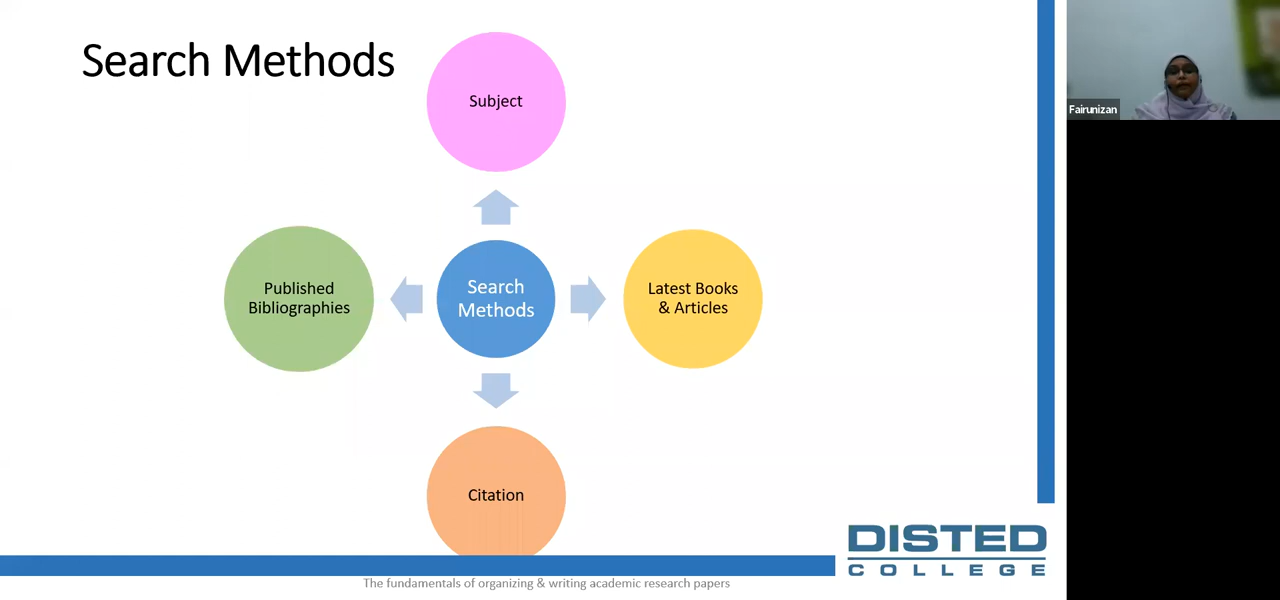 Search Methods
Subject
Fairunizan
Published
Bibliographies
Search
Methods
Latest Books
& Articles
Citation
DISTED
COLLEGE
The fundamentals of organizing & writing academic research papers